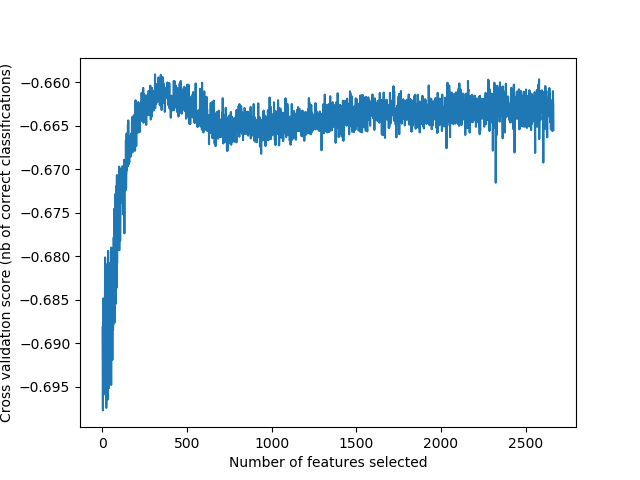 Cross validation score (nb of correct classifications)
−0.660
−0.665
−0.670
−0.675
−0.680
−0.685
−0.690
−0.695
0 500 1000 1500 2000 2500
Number of features selected